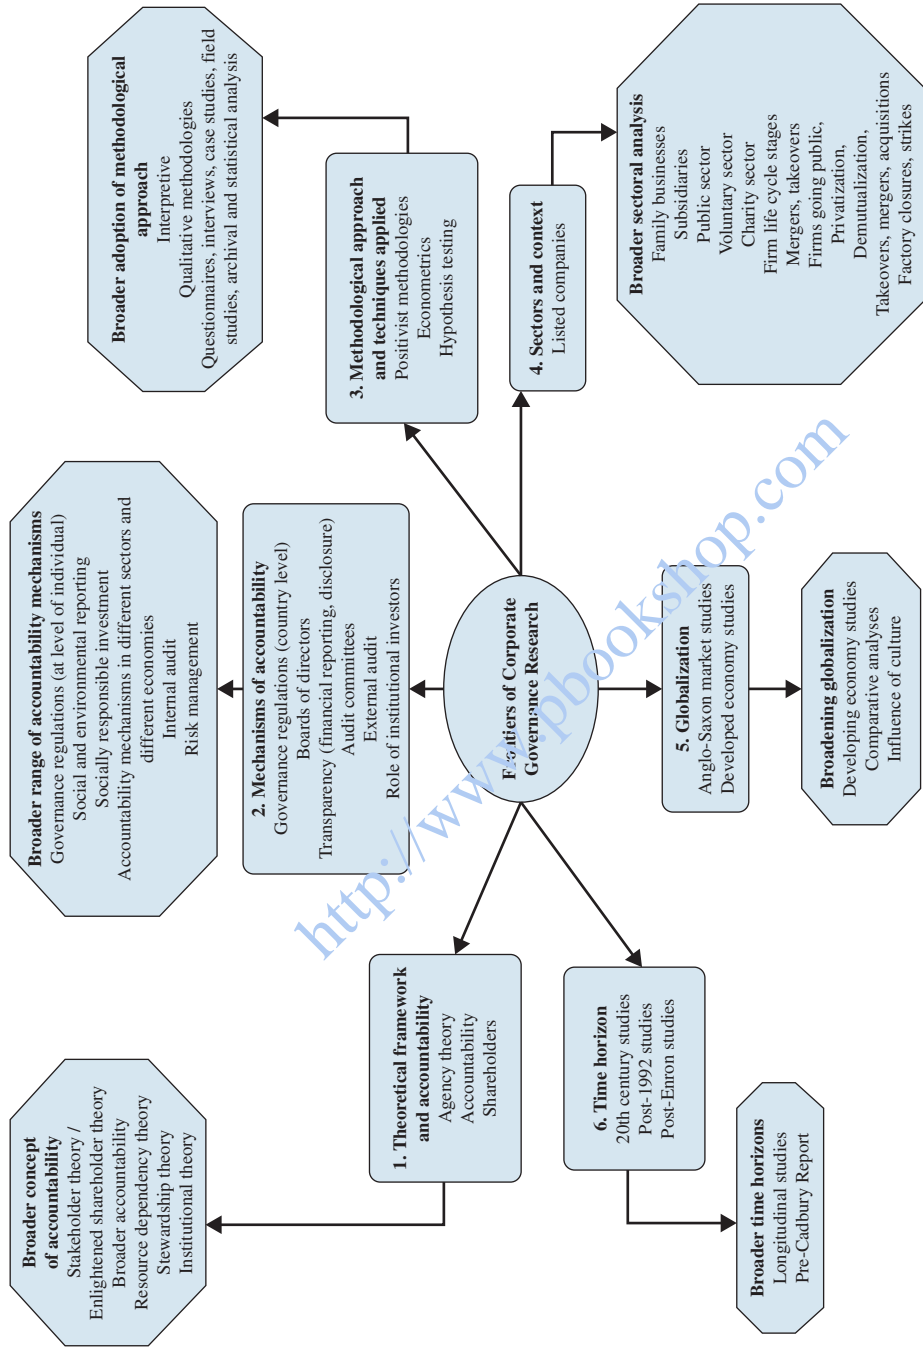 Broader concept
of accountability
Stakeholder theory /
Enlightened shareholder theory
Broader accountability
Resource dependency theory
Stewardship theory
Institutional theory
Broader range of accountability mechanisms
Governance regulations (at level of individual)
Social and environmental reporting
Socially responsible investment
Accountability mechanisms in different sectors and
different economies
Internal audit
Risk management
Broader adoption of methodological
approach
Interpretive
Qualitative methodologies
Questionnaires, interviews, case studies, field
studies, archival and statistical analysis
1. Theoretical framework
and accountability
Agency theory
Accountability
Shareholders
2. Mechanisms of accountability
Governance regulations (country level)
Boards of directors
Transparency (financial reporting, disclosure)
Audit committees
External audit
Role of institutional investors
3. Methodological approach
and techniques applied
Positivist methodologies
Econometrics
Hypothesis testing
Frontiers of Corporate
Governance Research
4. Sectors and context
Listed companies
6. Time horizon
20th century studies
Post-1992 studies
Post-Enron studies
5. Globalization
Anglo-Saxon market studies
Developed economy studies
Broader sectoral analysis
Family businesses
Subsidiaries
Public sector
Voluntary sector
Charity sector
Firm life cycle stages
Mergers, takeovers
Firms going public,
Privatization,
Demutualization,
Takeovers, mergers, acquisitions
Factory closures, strikes
Broader time horizons
Longitudinal studies
Pre-Cadbury Report
Broadening globalization
Developing economy studies
Comparative analyses
Influence of culture
http://www.pbookshop.com